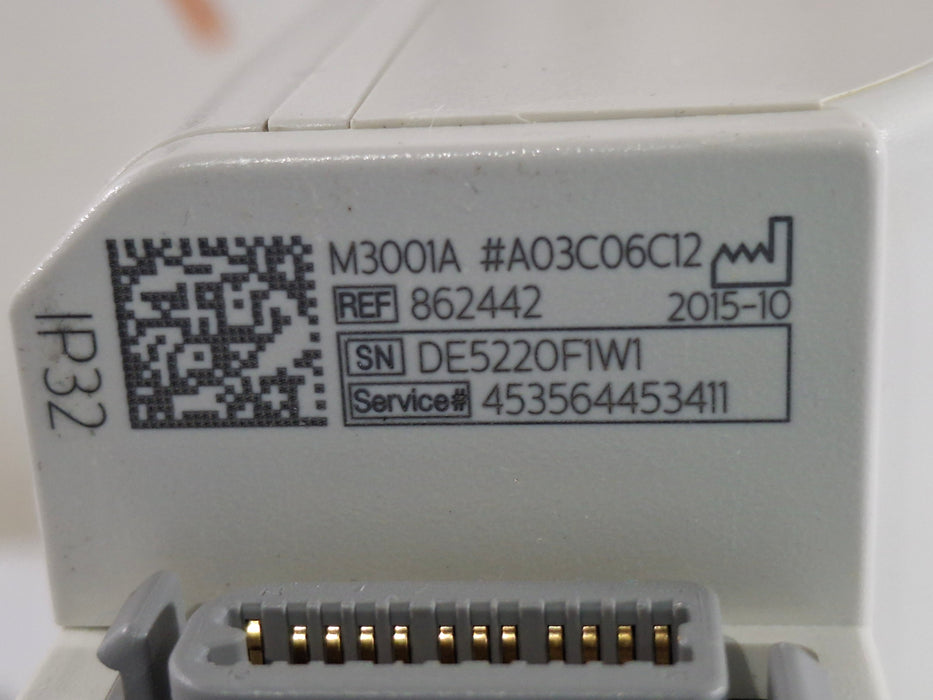 M3001A #A03C06C12
REF 862442 2015-10
SN DE5220F1W1
Service# 453564453411
IP32